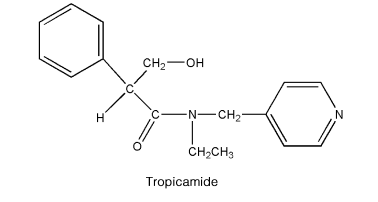 CH2—OH
C
H
C—N—CH2
N
O
CH2CH3
Tropicamide